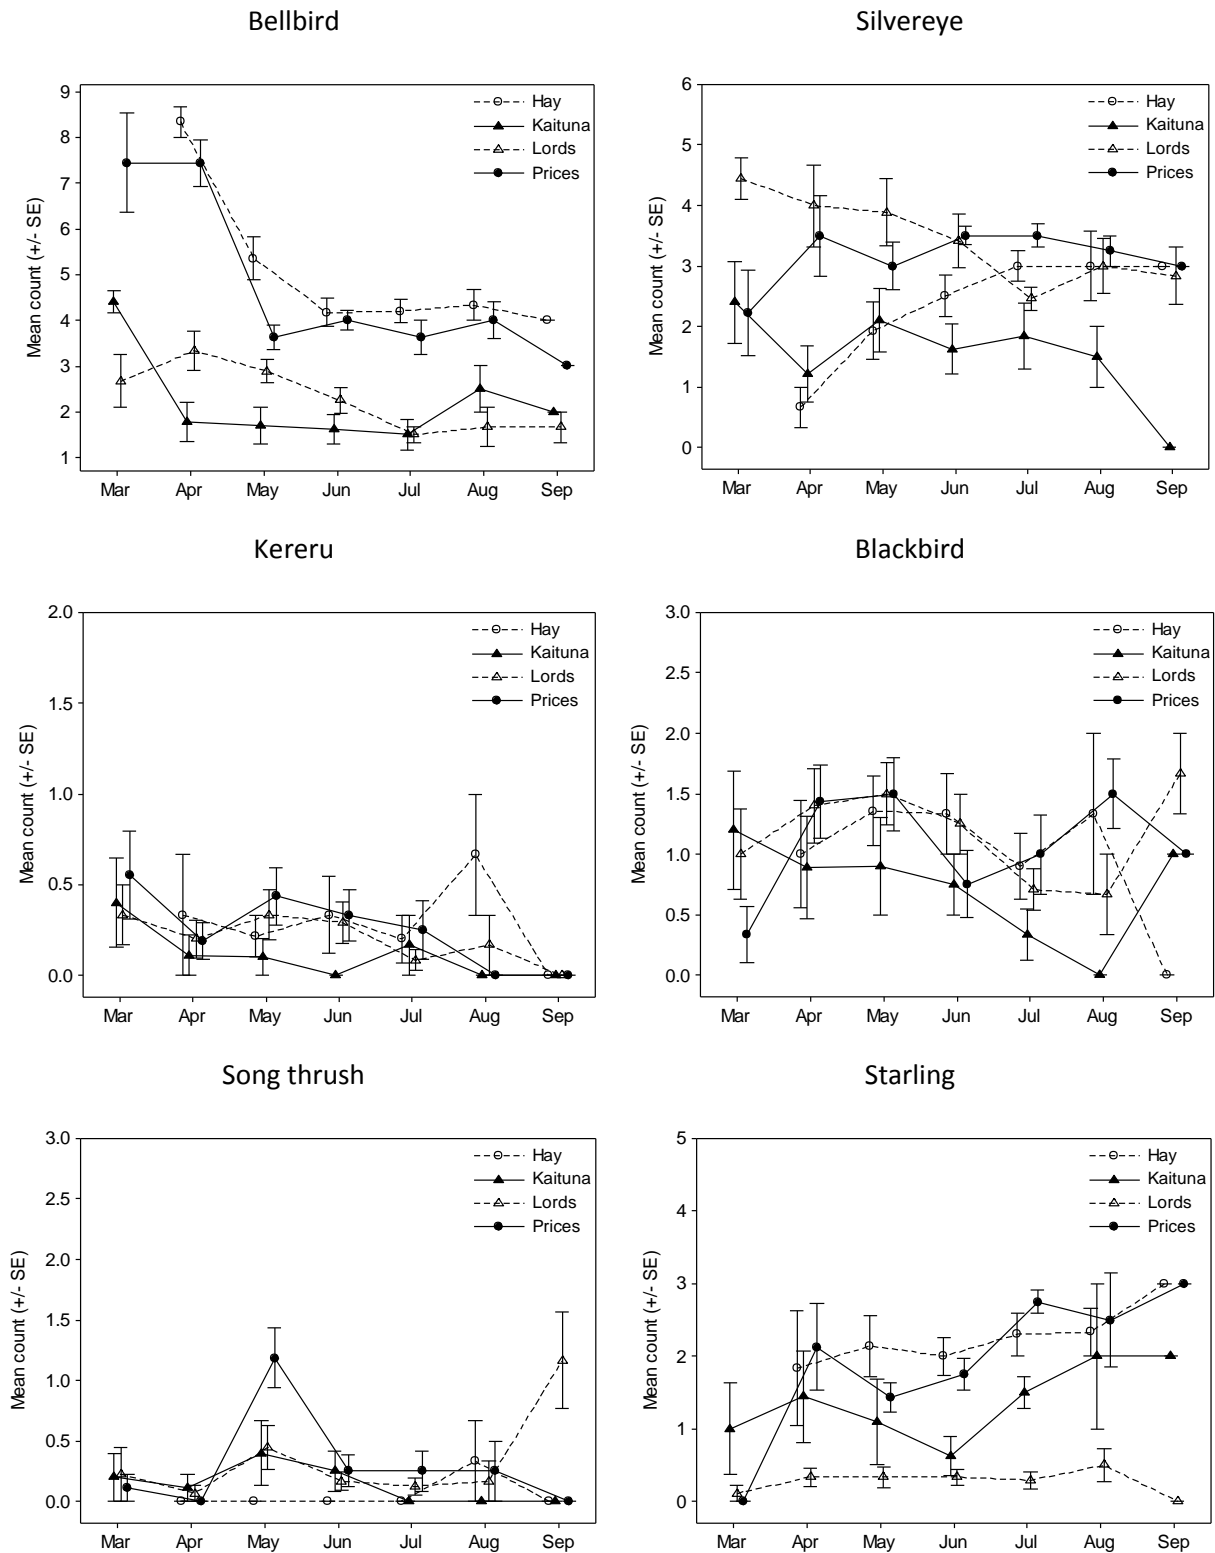 Bellbird
9
8
7
6
5
4
3
2
1
Mean count (+/- SE)
Hay
Kaituna
Lords
Prices
Mar Apr May Jun Jul Aug Sep
Silvereye
6
5
4
3
2
1
0
Mean count (+/- SE)
Hay
Kaituna
Lords
Prices
Mar Apr May Jun Jul Aug Sep
Kereru
2.0
1.5
1.0
0.5
0.0
Mean count (+/- SE)
Hay
Kaituna
Lords
Prices
Mar Apr May Jun Jul Aug Sep
Blackbird
3.0
2.5
2.0
1.5
1.0
0.5
0.0
Mean count (+/- SE)
Hay
Kaituna
Lords
Prices
Mar Apr May Jun Jul Aug Sep
Song thrush
3.0
2.5
2.0
1.5
1.0
0.5
0.0
Mean count (+/- SE)
Hay
Kaituna
Lords
Prices
Mar Apr May Jun Jul Aug Sep
Starling
5
4
3
2
1
0
Mean count (+/- SE)
Hay
Kaituna
Lords
Prices
Mar Apr May Jun Jul Aug Sep